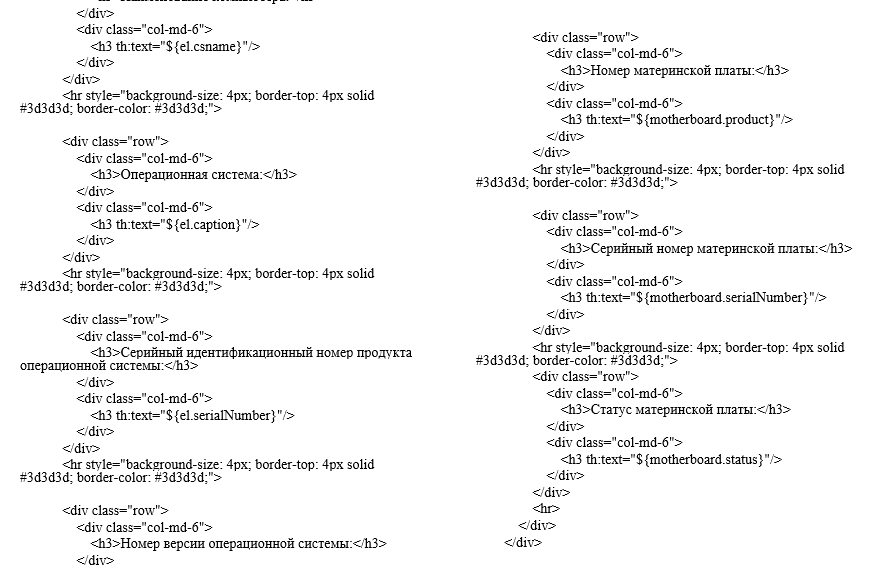 </div>
<div class="col-md-6">
<h3 th:text="${el.csname}"/>
</div>
</div>
<hr style="background-size: 4px; border-top: 4px solid
#3d3d3d; border-color: #3d3d3d;">
<div class="row">
<div class="col-md-6">
<h3>Операционная система:</h3>
</div>
<div class="col-md-6">
<h3 th:text="${el.caption}"/>
</div>
</div>
<hr style="background-size: 4px; border-top: 4px solid
#3d3d3d; border-color: #3d3d3d;">
<div class="row">
<div class="col-md-6">
<h3>Серийный идентификационный номер продукта
операционной системы:</h3>
</div>
<div class="col-md-6">
<h3 th:text="${el.serialNumber}"/>
</div>
</div>
<hr style="background-size: 4px; border-top: 4px solid
#3d3d3d; border-color: #3d3d3d;">
<div class="row">
<div class="col-md-6">
<h3>Номер версии операционной системы:</h3>
</div>
<div class="row">
<div class="col-md-6">
<h3>Номер материнской платы:</h3>
</div>
<div class="col-md-6">
<h3 th:text="${motherboard.product}"/>
</div>
</div>
<hr style="background-size: 4px; border-top: 4px solid
#3d3d3d; border-color: #3d3d3d;">
<div class="row">
<div class="col-md-6">
<h3>Серийный номер материнской платы:</h3>
</div>
<div class="col-md-6">
<h3 th:text="${motherboard.serialNumber}"/>
</div>
</div>
<hr style="background-size: 4px; border-top: 4px solid
#3d3d3d; border-color: #3d3d3d;">
<div class="row">
<div class="col-md-6">
<h3>Статус материнской платы:</h3>
</div>
<div class="col-md-6">
<h3 th:text="${motherboard.status}"/>
</div>
</div>
<hr>
</div>
</div>